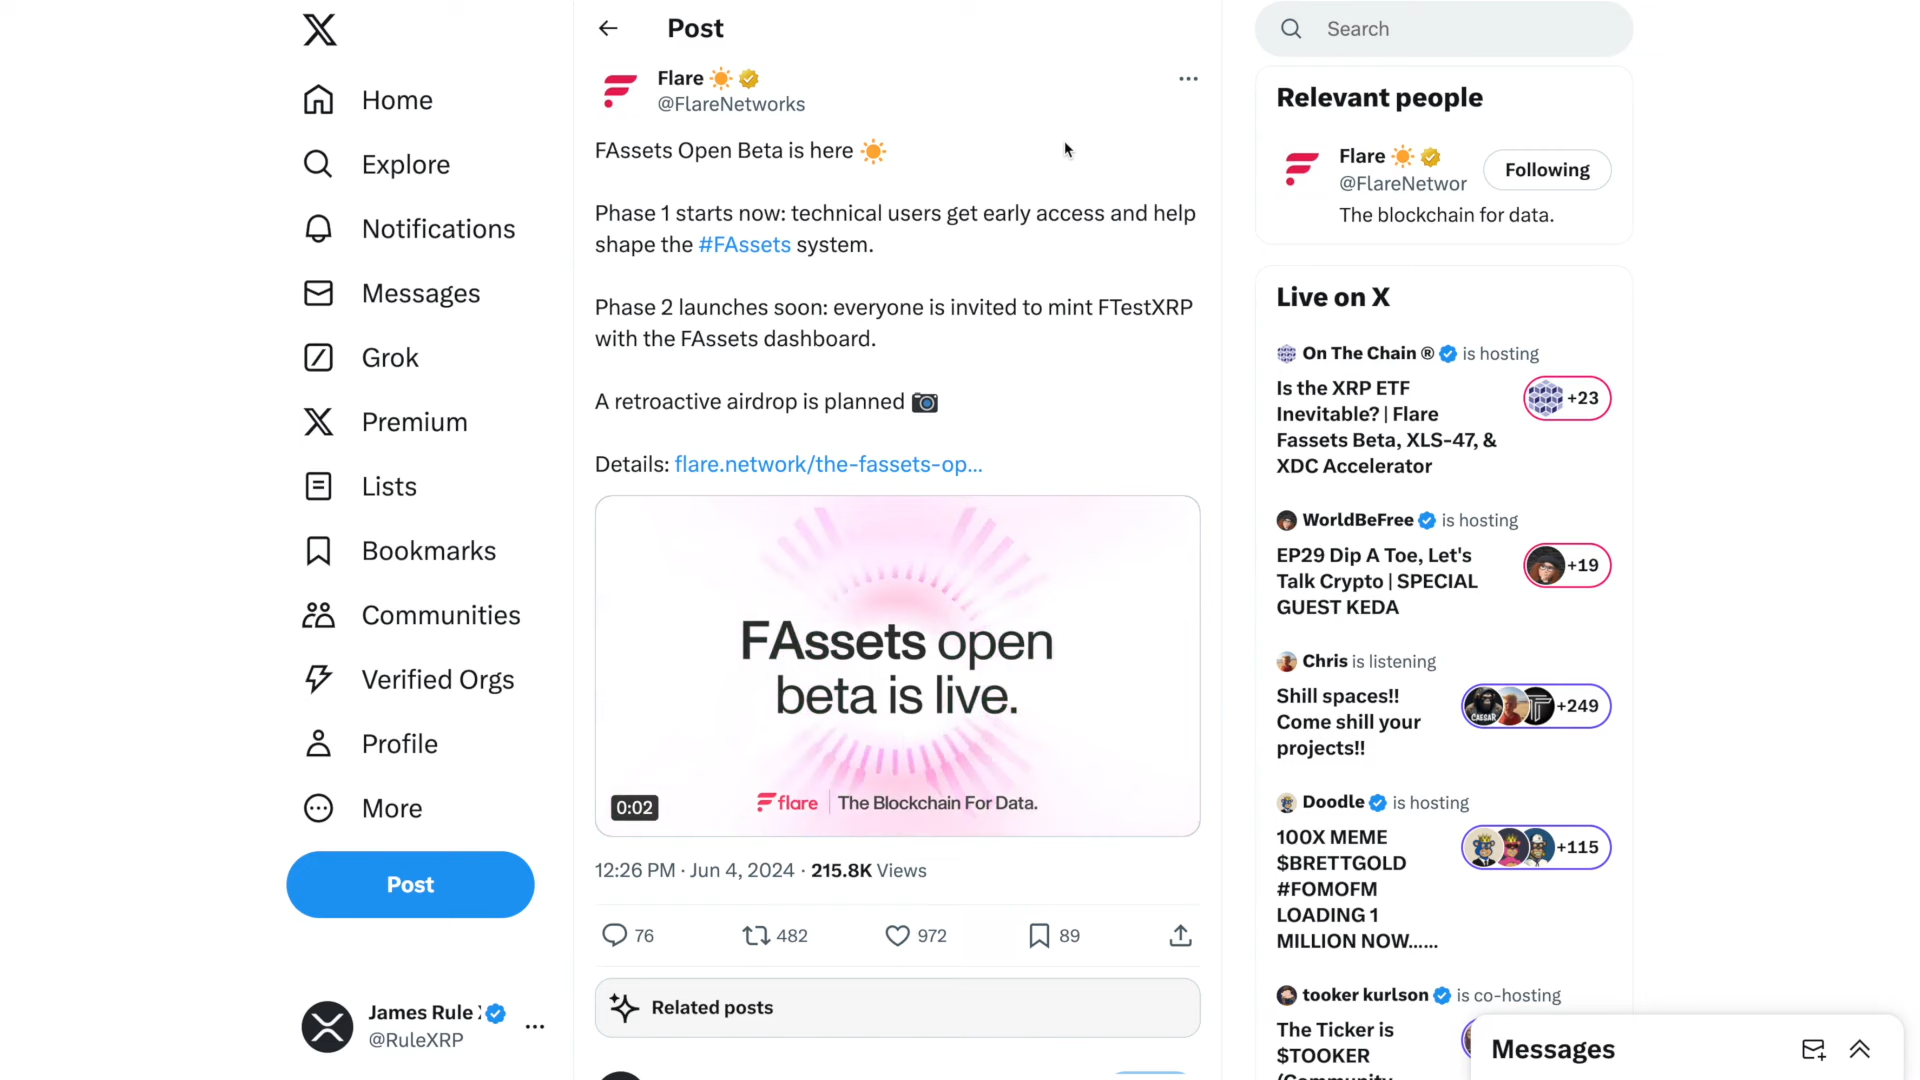 Home
Explore
Notifications
Messages
Grok
Premium
Lists
Bookmarks
Communities
Verified Orgs
Profile
More
Post
James Rule
@RuleXRP
Post
Flare
@FlareNetworks
FAssets Open Beta is here
Phase 1 starts now: technical users get early access and help
shape the #FAssets system.
Phase 2 launches soon: everyone is invited to mint FTestXRP
with the FAssets dashboard.
A retroactive airdrop is planned
Details: flare.network/the-fassets-op...
FAssets open
beta is live.
0:02
flare | The Blockchain For Data.
12:26 PM · Jun 4, 2024 · 215.8K Views
76 482 972 89
Related posts
Search
Relevant people
Flare
@FlareNetwor
Following
The blockchain for data.
Live on X
On The Chain ® is hosting
Is the XRP ETF
Inevitable? | Flare
Fassets Beta, XLS-47, &
XDC Accelerator
+23
WorldBeFree is hosting
EP29 Dip A Toe, Let's
Talk Crypto | SPECIAL
GUEST KEDA
+19
Chris is listening
Shill spaces!!
Come shill your
projects!!
CAESAR
+249
Doodle is hosting
100X MEME
$BRETTGOLD
#FOMOFM
LOADING 1
MILLION NOW......
+115
tooker kurlson is co-hosting
The Ticker is
$TOOKER
(Community
Messages